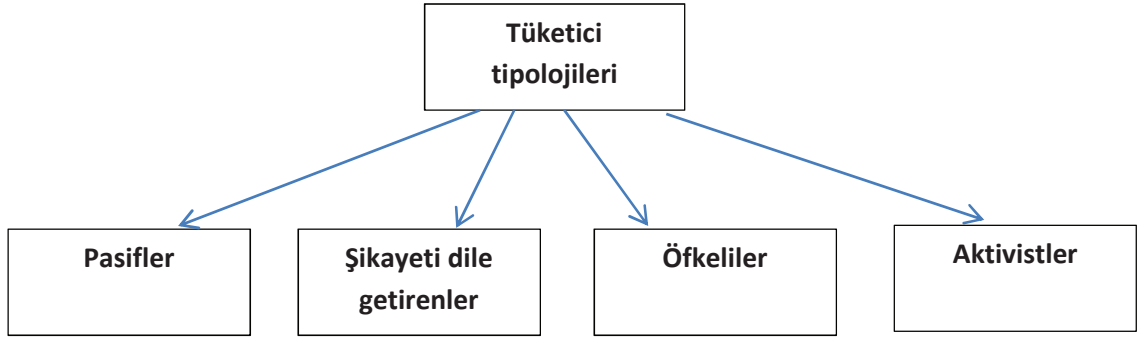 Tüketici
tipolojileri
Pasifler
Şikayeti dile
getirenler
Öfkeliler
Aktivistler